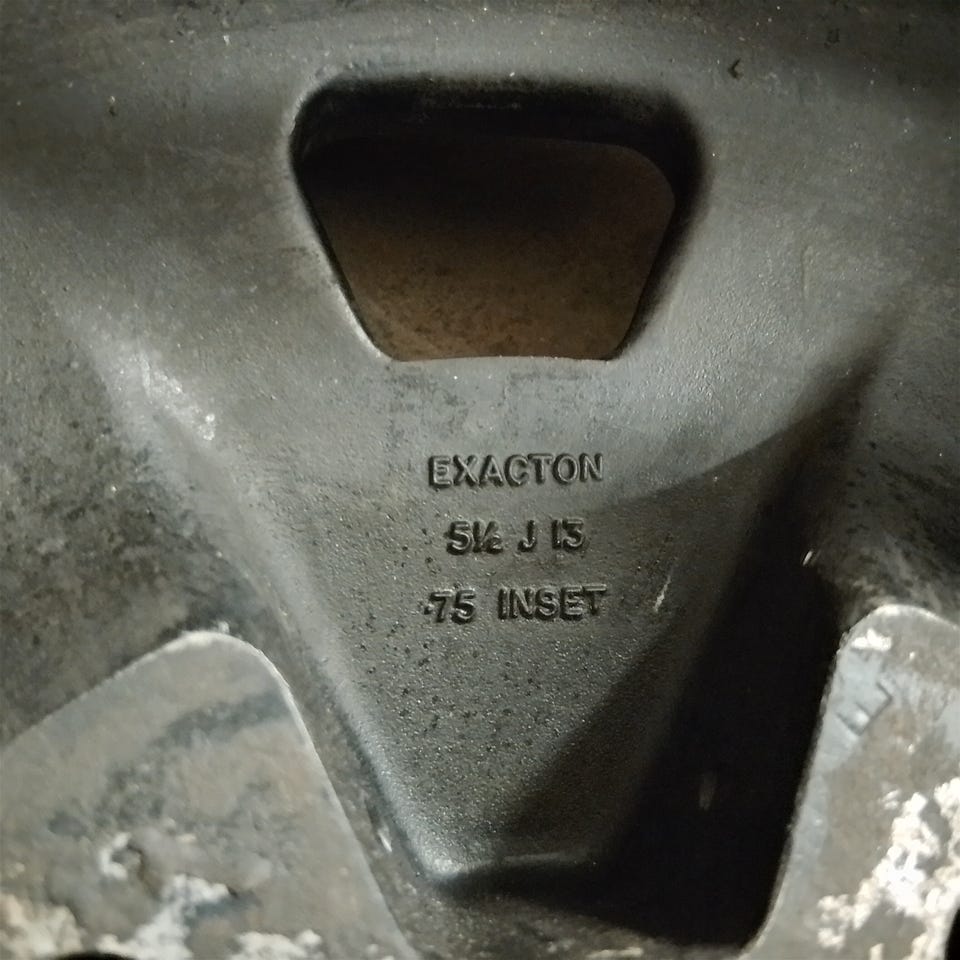 EXACTON
5½ J 13
·75 INSET
E